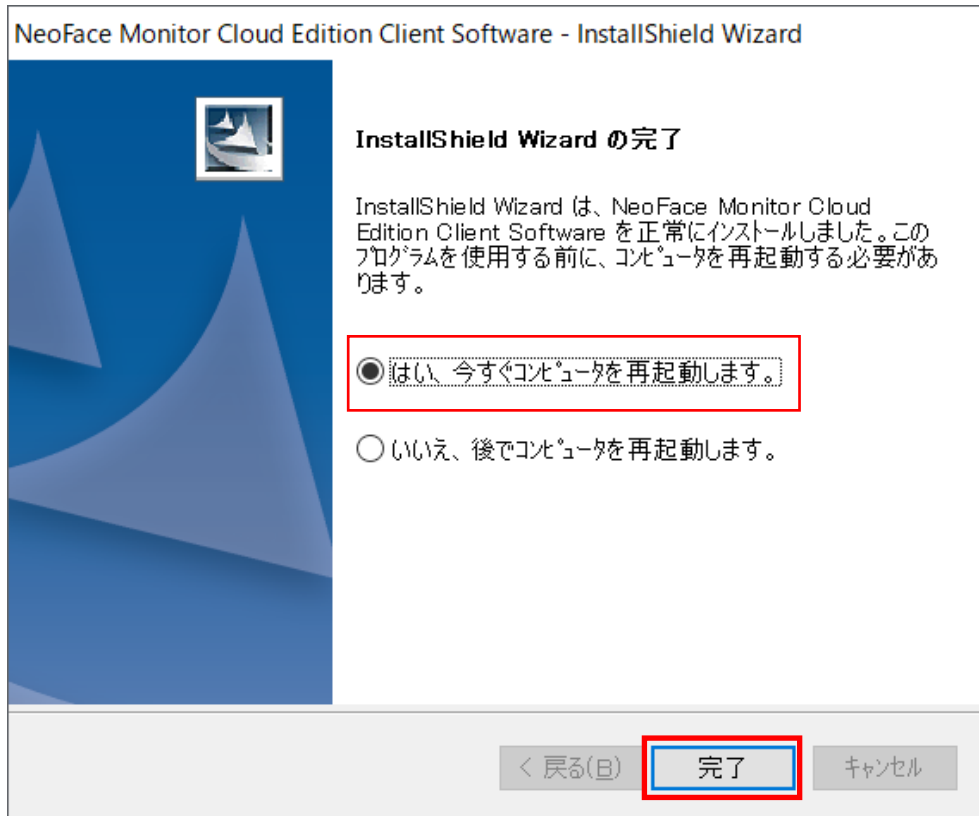 NeoFace Monitor Cloud Edition Client Software - InstallShield Wizard
InstallShield Wizard の完了
InstallShield Wizard は、NeoFace Monitor Cloud
Edition Client Software を正常にｲﾝｽﾄｰﾙしました。この
ﾌﾟﾛｸﾞﾗﾑを使用する前に、ｺﾝﾋﾟｭｰﾀを再起動する必要があ
ります。
はい、今すぐｺﾝﾋﾟｭｰﾀを再起動します。
いいえ、後でｺﾝﾋﾟｭｰﾀを再起動します。
< 戻る(B)
完了
ｷｬﾝｾﾙ